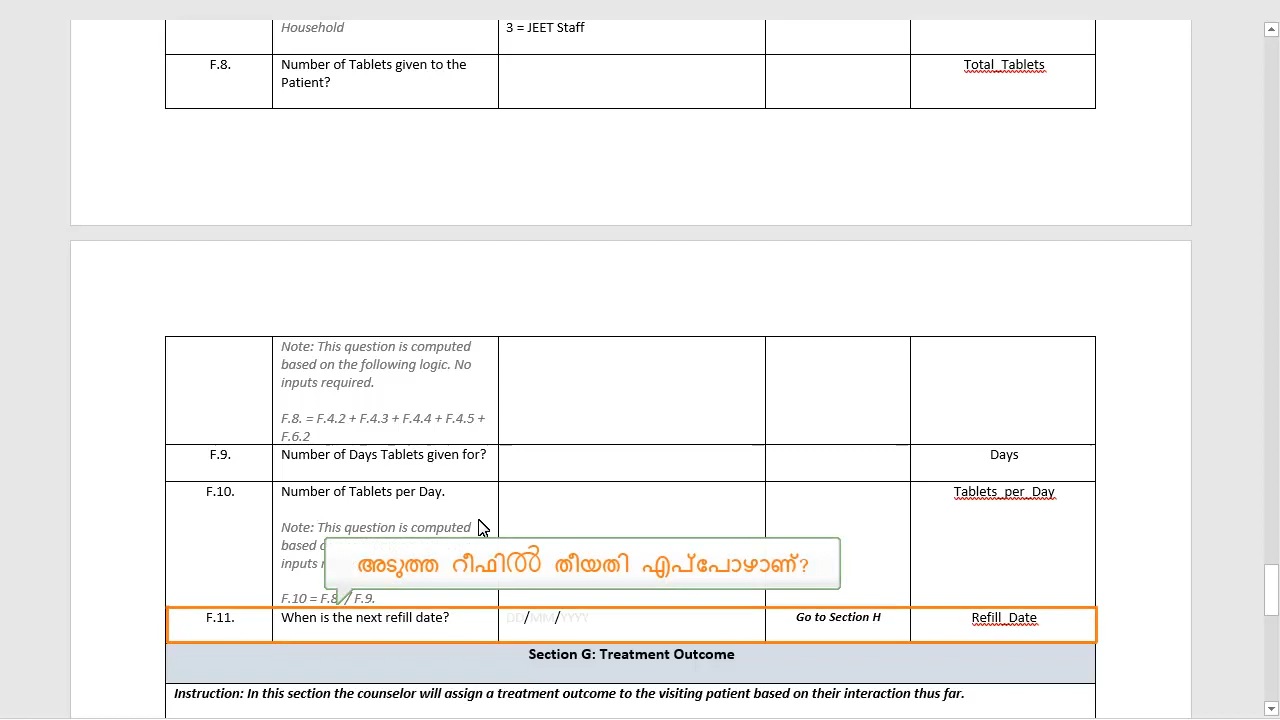 Household
3 = JEET Staff
F.8.
Number of Tablets given to the
Patient?
Total_Tablets
Note: This question is computed
based on the following logic. No
inputs required.
F.8. = F.4.2 + F.4.3 + F.4.4 + F.4.5 +
F.6.2
F.9.
Number of Days Tablets given for?
Days
F.10.
Number of Tablets per Day.
Tablets_per_Day
Note: This question is computed
based
inputs
അടുത്ത റീഫിൽ തീയതി എപ്പോഴാണ്?
F.10 = F.8 / F.9.
F.11.
When is the next refill date?
DD/MM/YYYY
Go to Section H
Refill_Date
Section G: Treatment Outcome
Instruction: In this section the counselor will assign a treatment outcome to the visiting patient based on their interaction thus far.